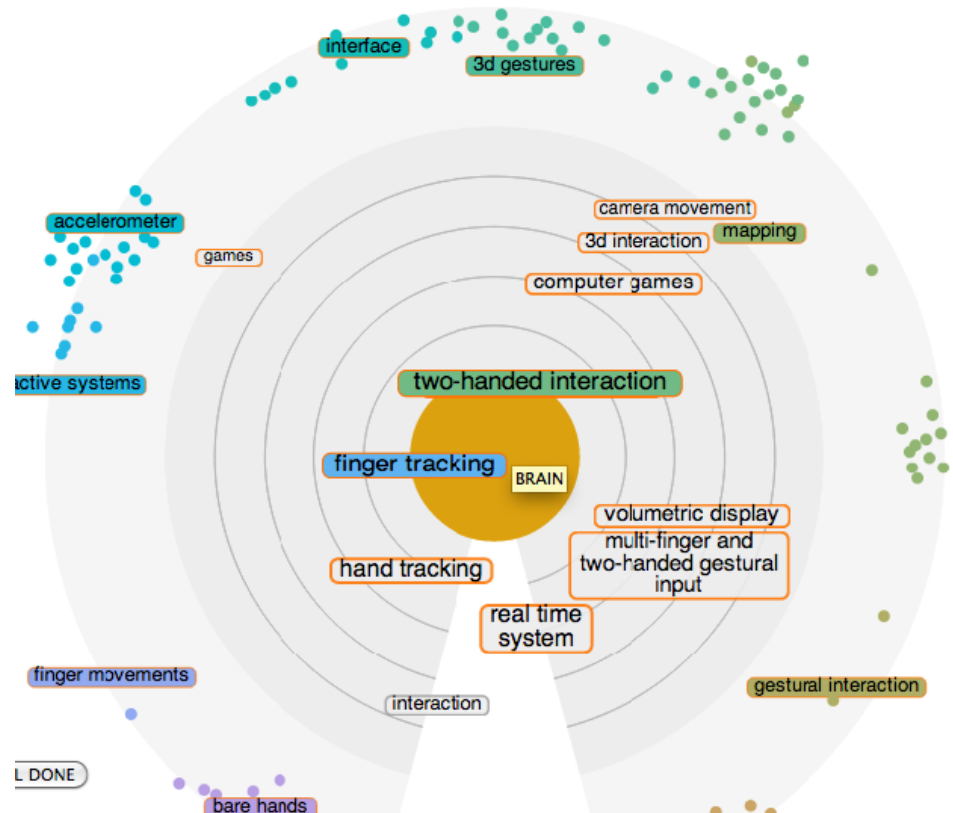 interface
3d gestures
camera movement
accelerometer
mapping
3d interaction
games
computer games
two-handed interaction
active systems
finger tracking
BRAIN
volumetric display
multi-finger and
two-handed gestural
input
hand tracking
real time
system
finger movements
gestural interaction
interaction
L DONE
bare hands